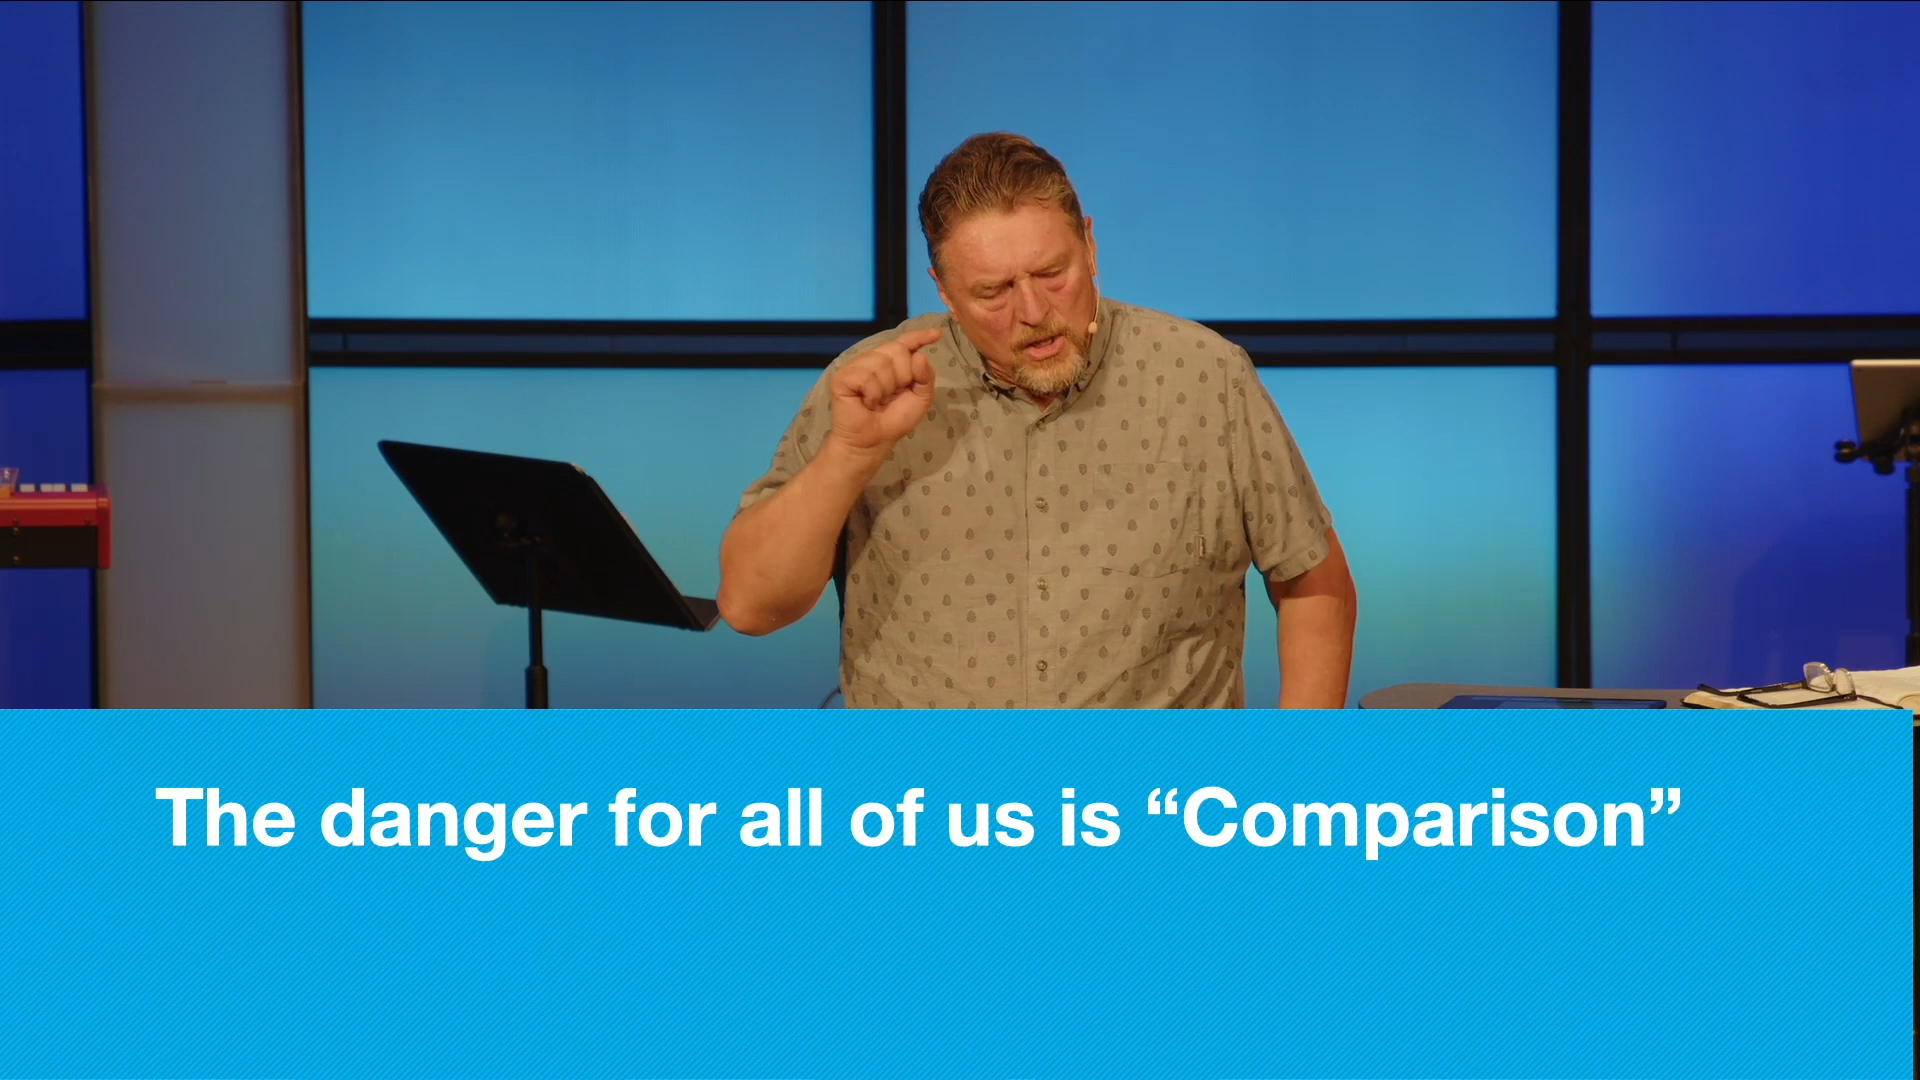 The danger for all of us is “Comparison”